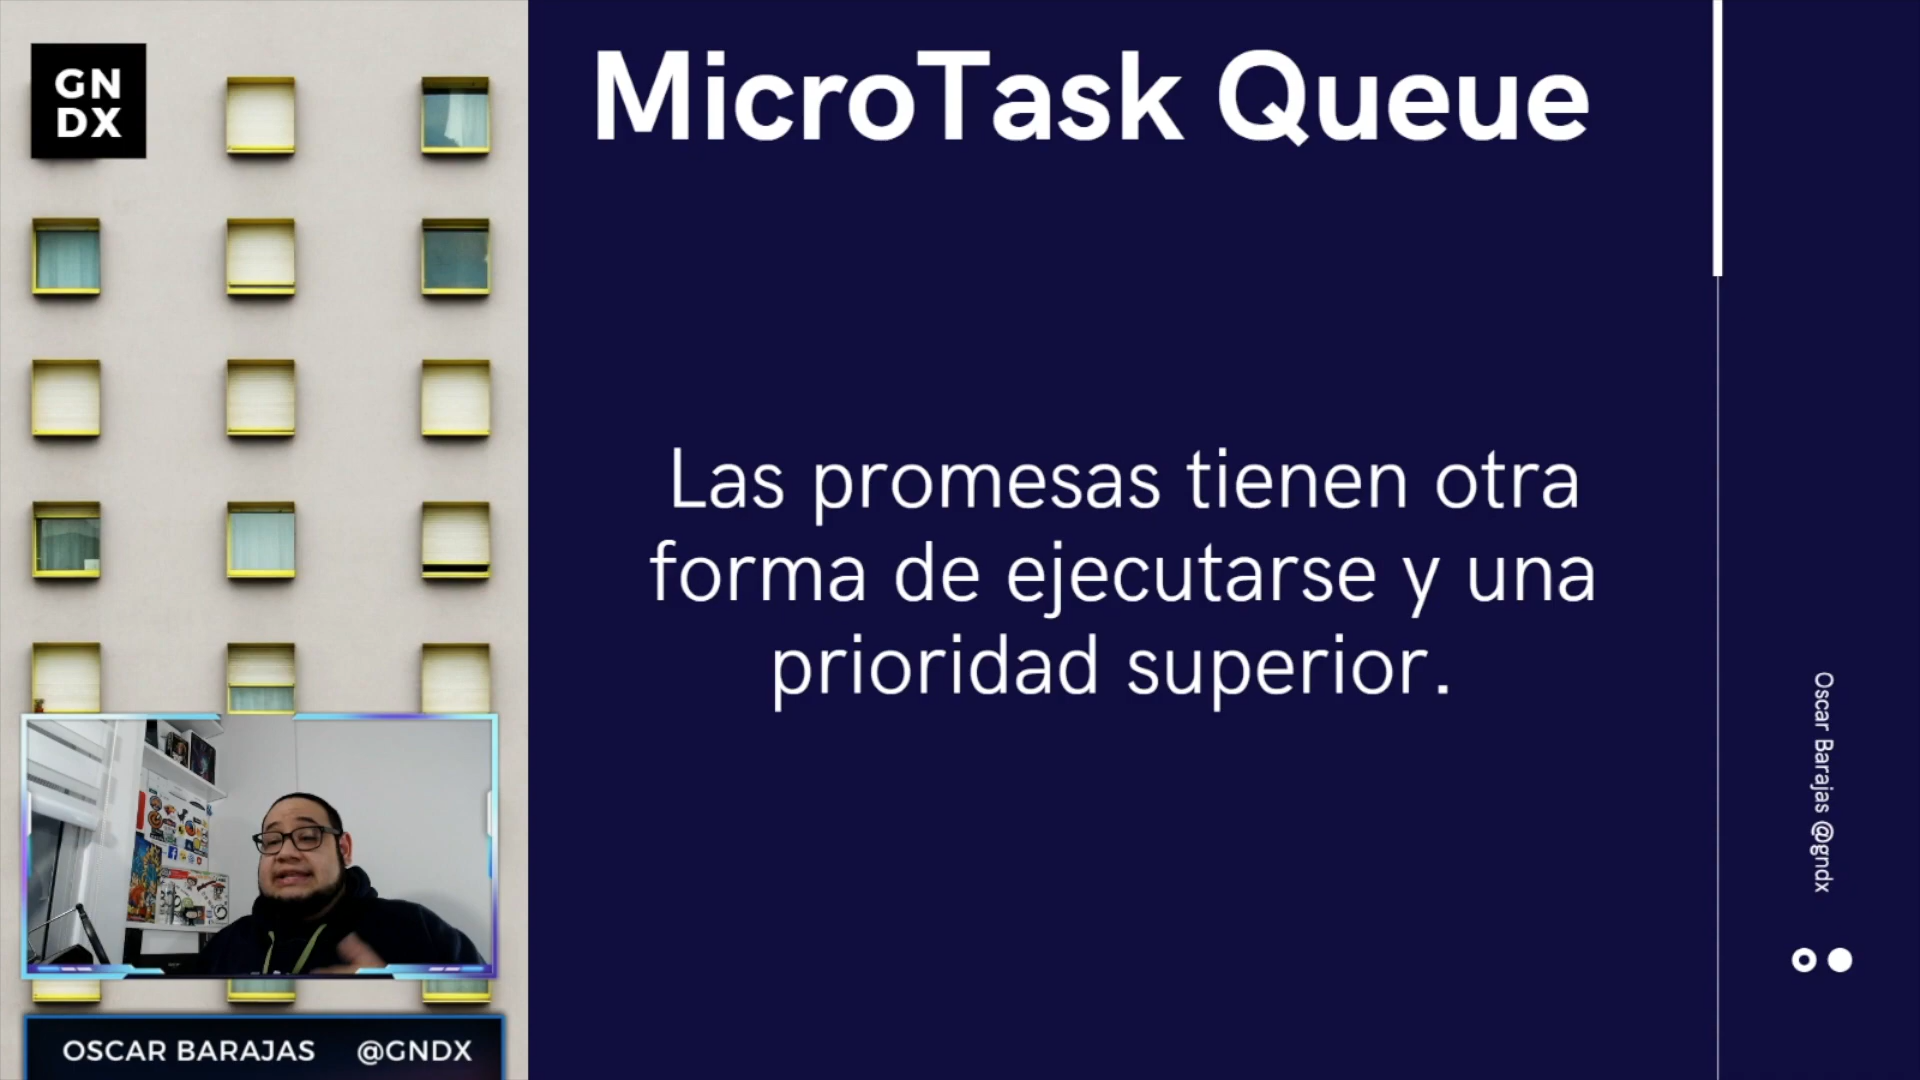 GN
DX
MicroTask Queue
Las promesas tienen otra
forma de ejecutarse y una
prioridad superior.
Oscar Barajas @gndx
OSCAR BARAJAS @GNDX